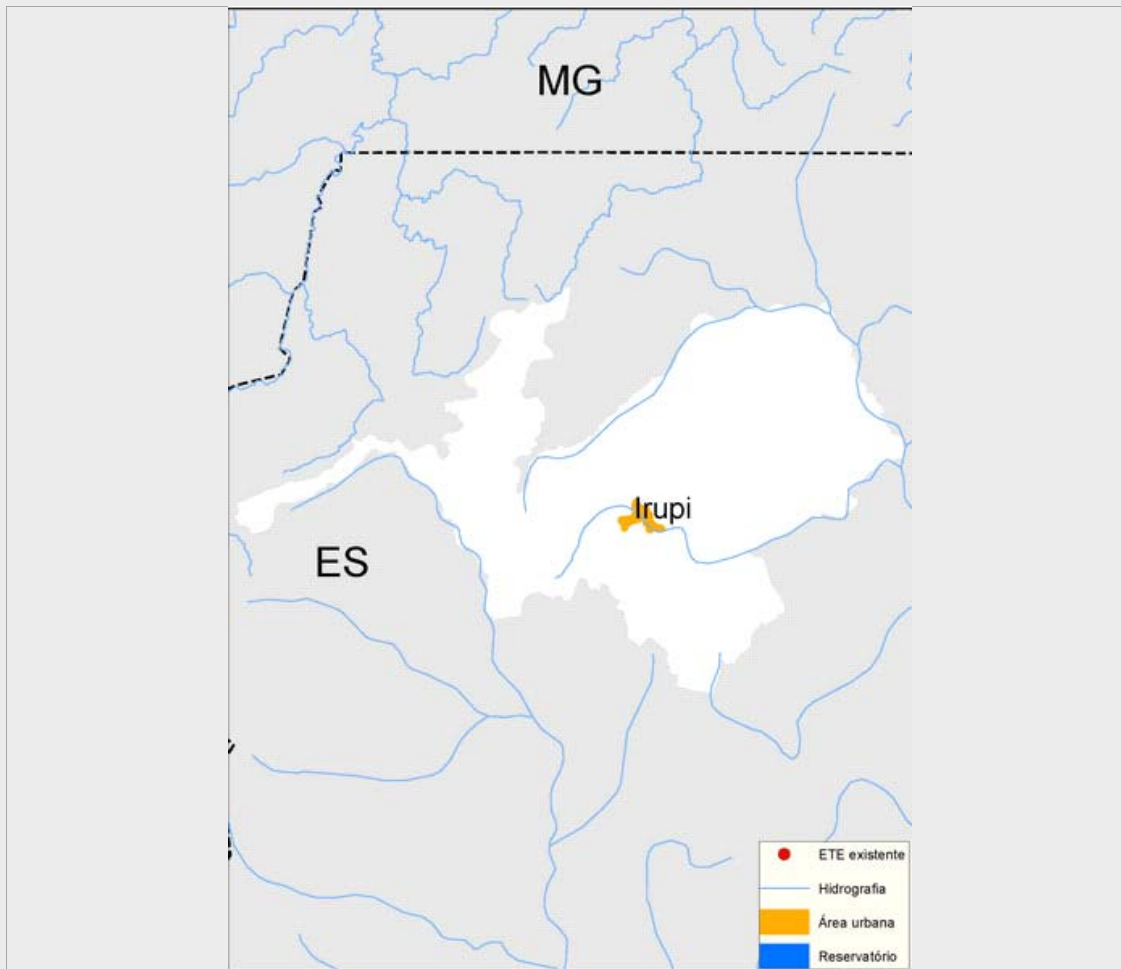 MG
Irupi
ES
ETE existente
Hidrografia
Área urbana
Reservatório